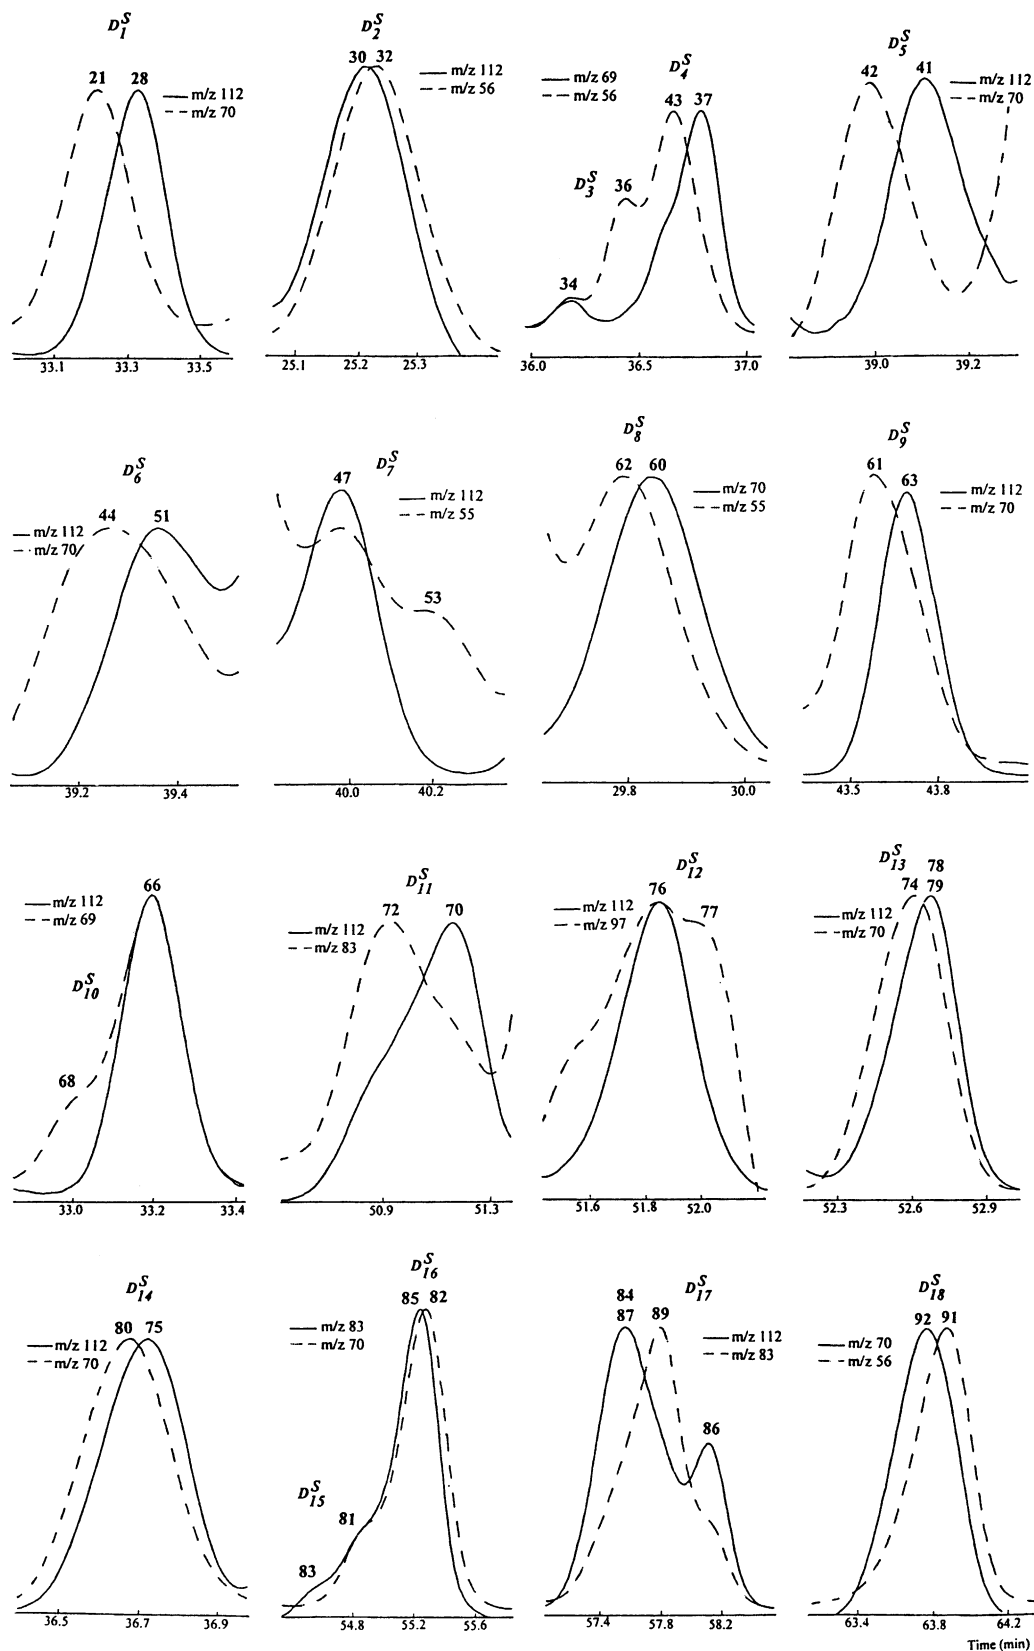 D₁ˢ
21 28
m/z 112
m/z 70
33.1 33.3 33.5
D₂ˢ
30 32
m/z 112
m/z 56
25.1 25.2 25.3
m/z 69
m/z 56
D₄ˢ
43 37
D₃ˢ
36
34
36.0 36.5 37.0
D₅ˢ
42 41
m/z 112
m/z 70
39.0 39.2
D₆ˢ
44 51
m/z 112
m/z 70
39.2 39.4
D₇ˢ
47
m/z 112
m/z 55
53
40.0 40.2
D₈ˢ
62 60
m/z 70
m/z 55
29.8 30.0
D₉ˢ
61
63
m/z 112
m/z 70
43.5 43.8
66
m/z 112
m/z 69
D₁₀ˢ
68
33.0 33.2 33.4
D₁₁ˢ
72 70
m/z 112
m/z 83
50.9 51.3
D₁₂ˢ
76
77
m/z 112
m/z 97
51.6 51.8 52.0
D₁₃ˢ
78
74 79
m/z 112
m/z 70
52.3 52.6 52.9
D₁₄ˢ
80 75
m/z 112
m/z 70
36.5 36.7 36.9
D₁₆ˢ
85 82
m/z 83
m/z 70
D₁₅ˢ
81
83
54.8 55.2 55.6
84
D₁₇ˢ
87 89
m/z 112
m/z 83
86
57.4 57.8 58.2
D₁₈ˢ
92 91
m/z 70
m/z 56
63.4 63.8 64.2
Time (min)